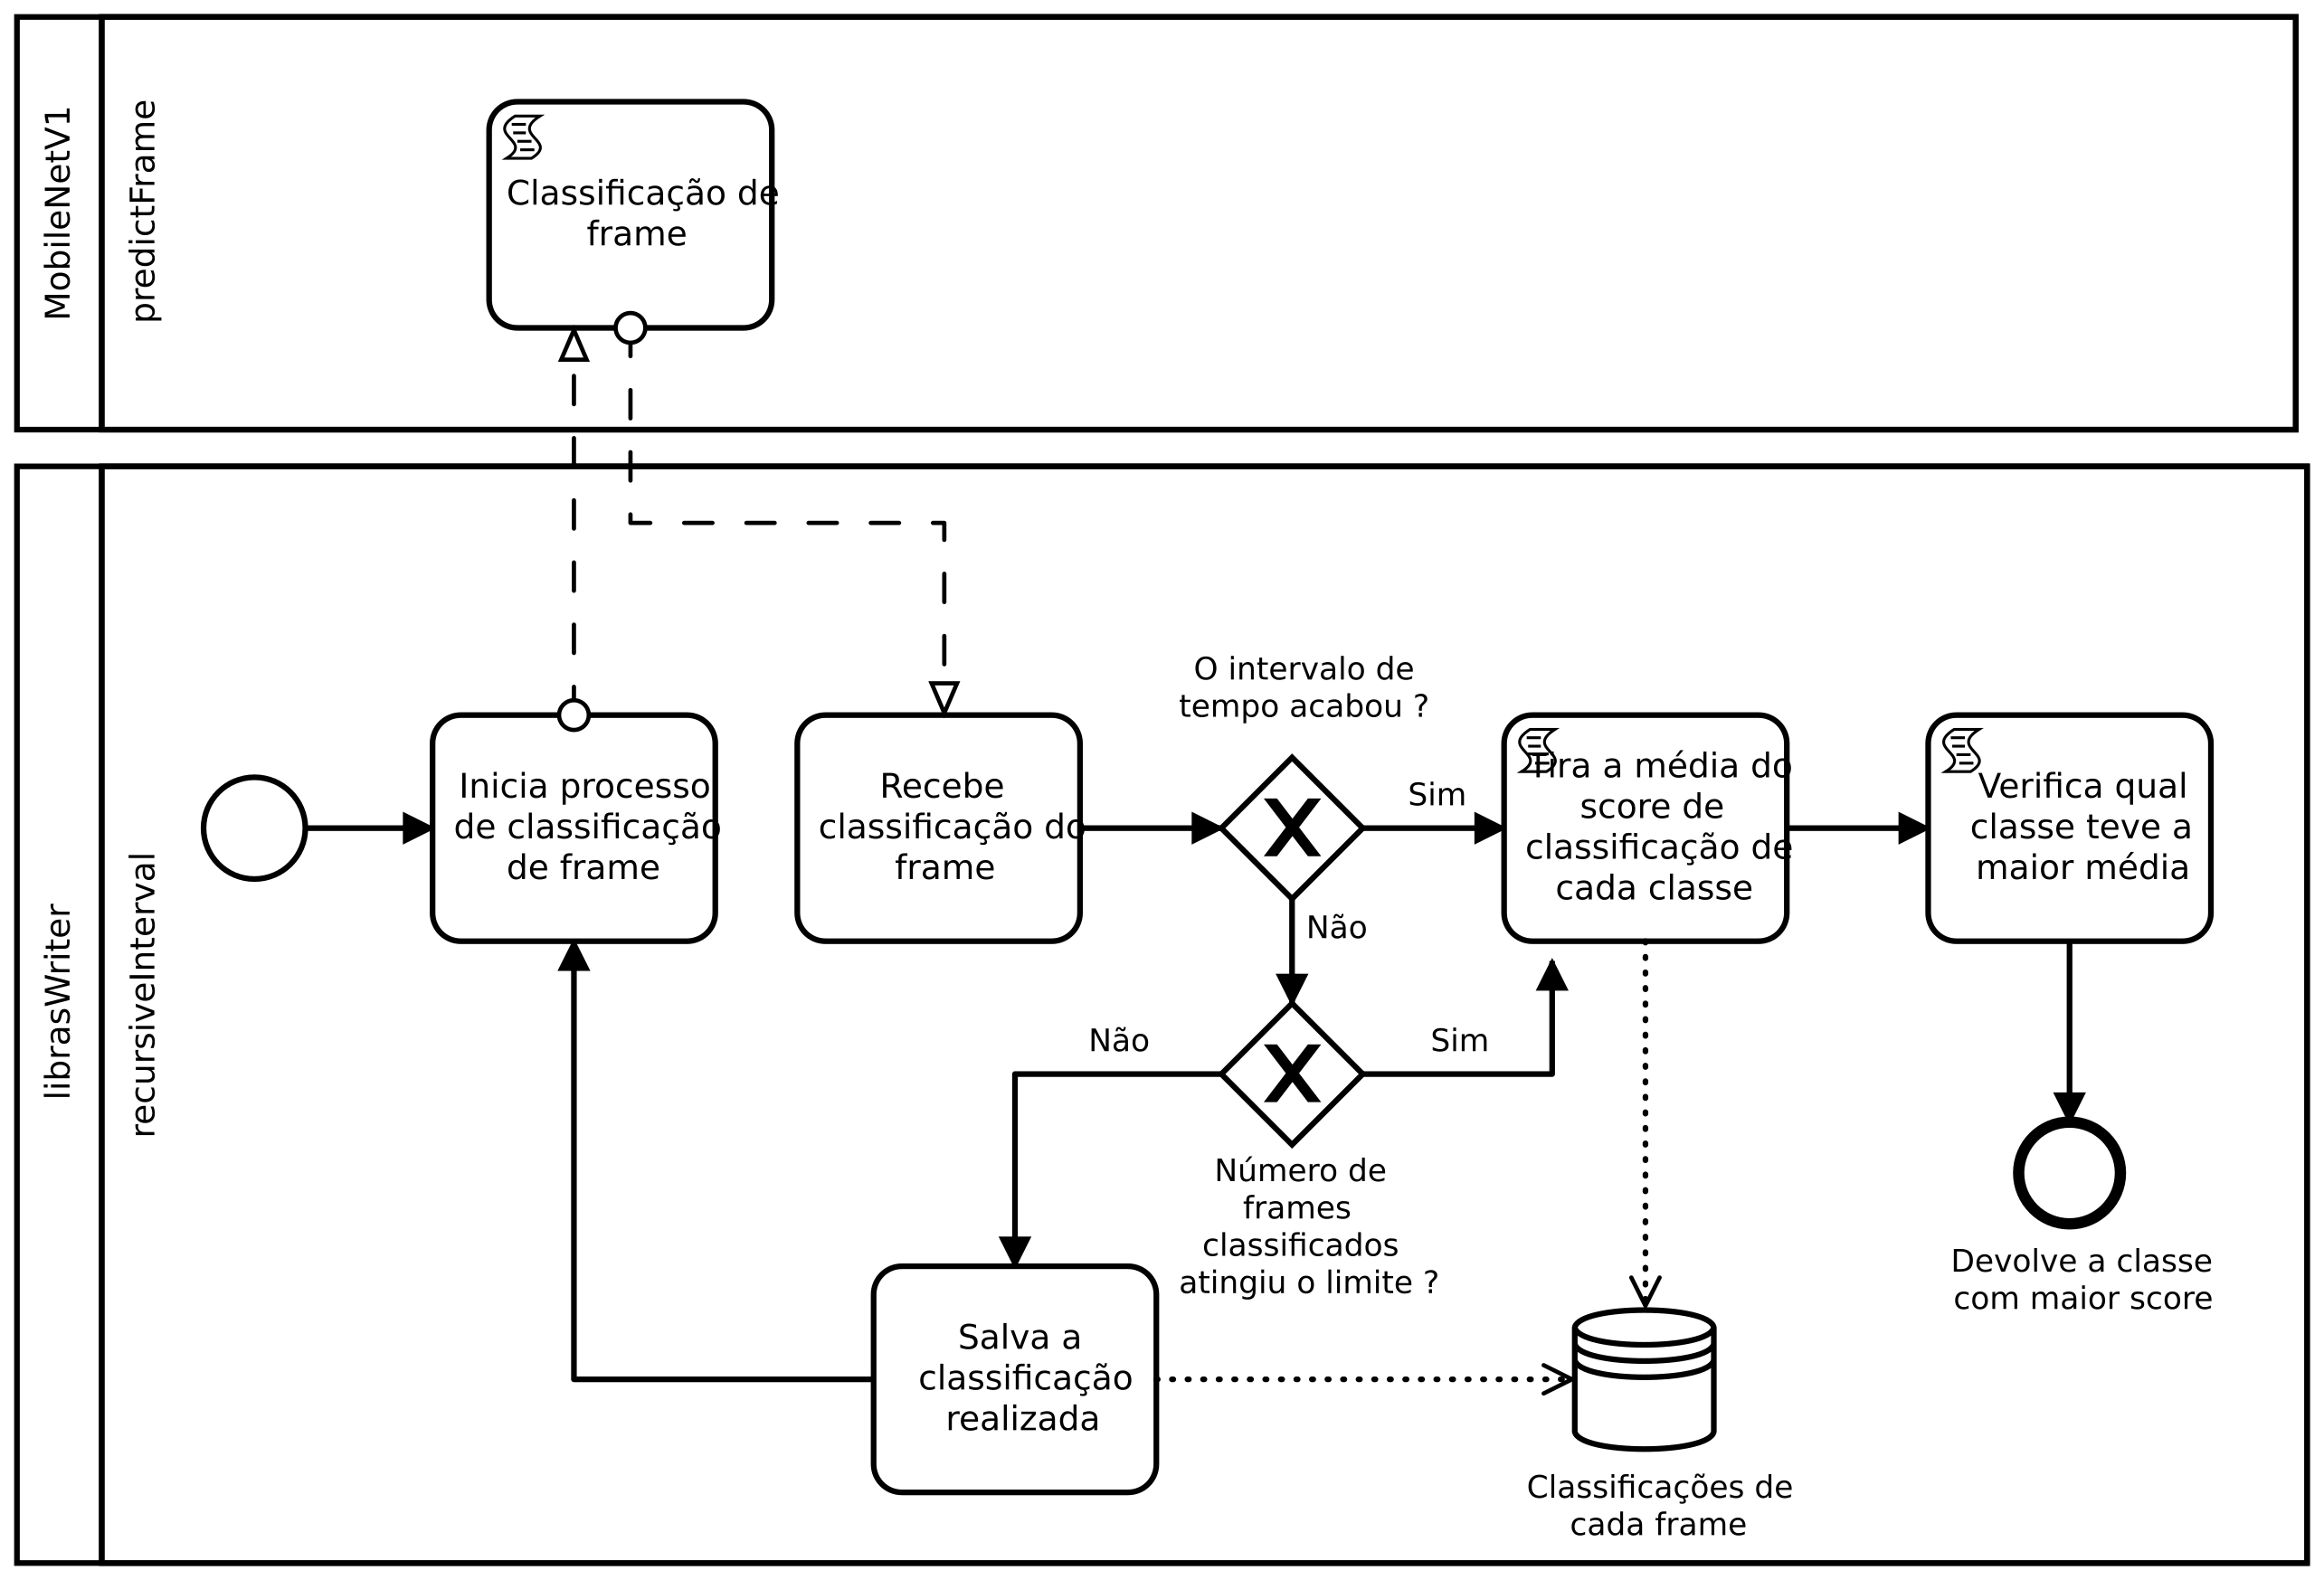 MobileNetV1
predictFrame
Classificação de
frame
librasWriter
recursiveInterval
Inicia processo
de classificação
de frame
Recebe
classificação do
frame
O intervalo de
tempo acabou ?
Sim
Não
Tira a média do
score de
classificação de
cada classe
Verifica qual
classe teve a
maior média
Não
Sim
Número de
frames
classificados
atingiu o limite ?
Salva a
classificação
realizada
Devolve a classe
com maior score
Classificações de
cada frame